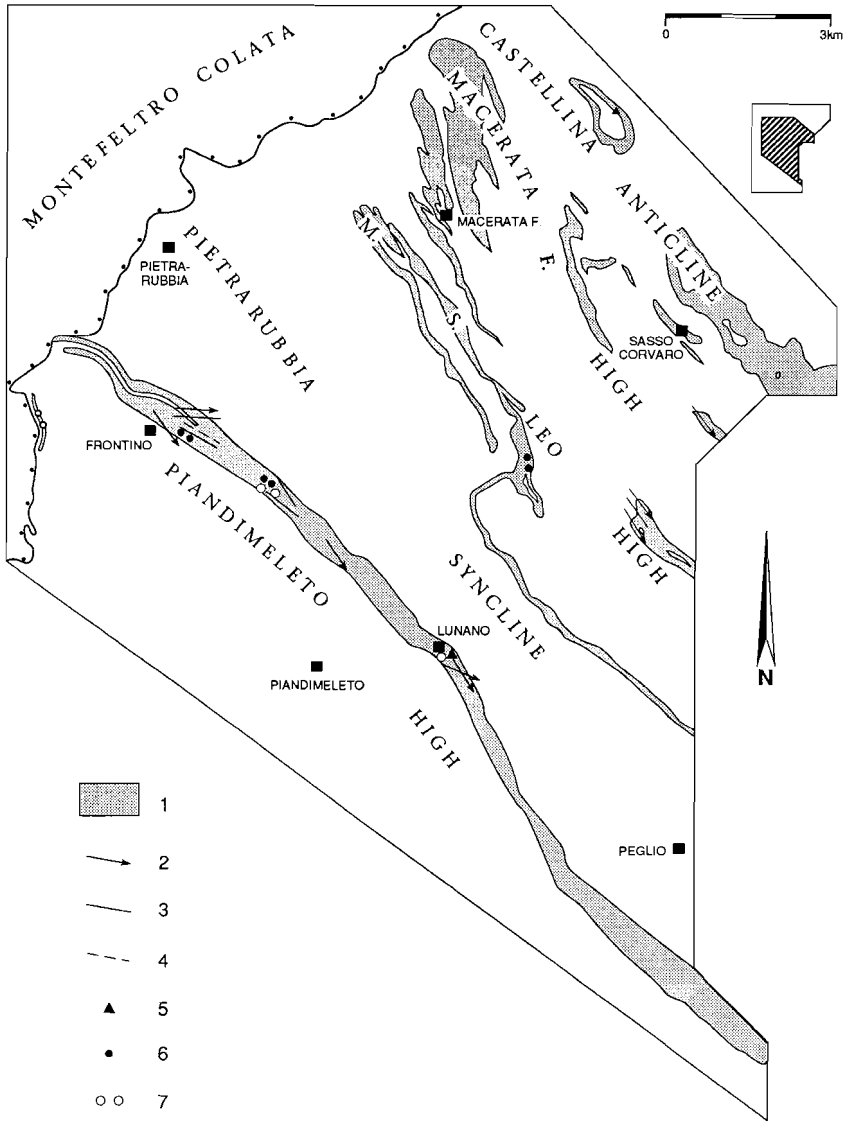 0 3km
MONTEFELTRO COLATA
CASTELLINA
ANTICLINE
MACERATA F. HIGH
HIGH
MACERATA F.
PIETRA-
RUBBIA
PIETRARUBBIA
M. S. LEO
SYNCLINE
SASSO
CORVARO
FRONTINO
PIANDIMELETO
HIGH
LUNANO
PIANDIMELETO
N
PEGLIO
1
2
3
4
5
6
7